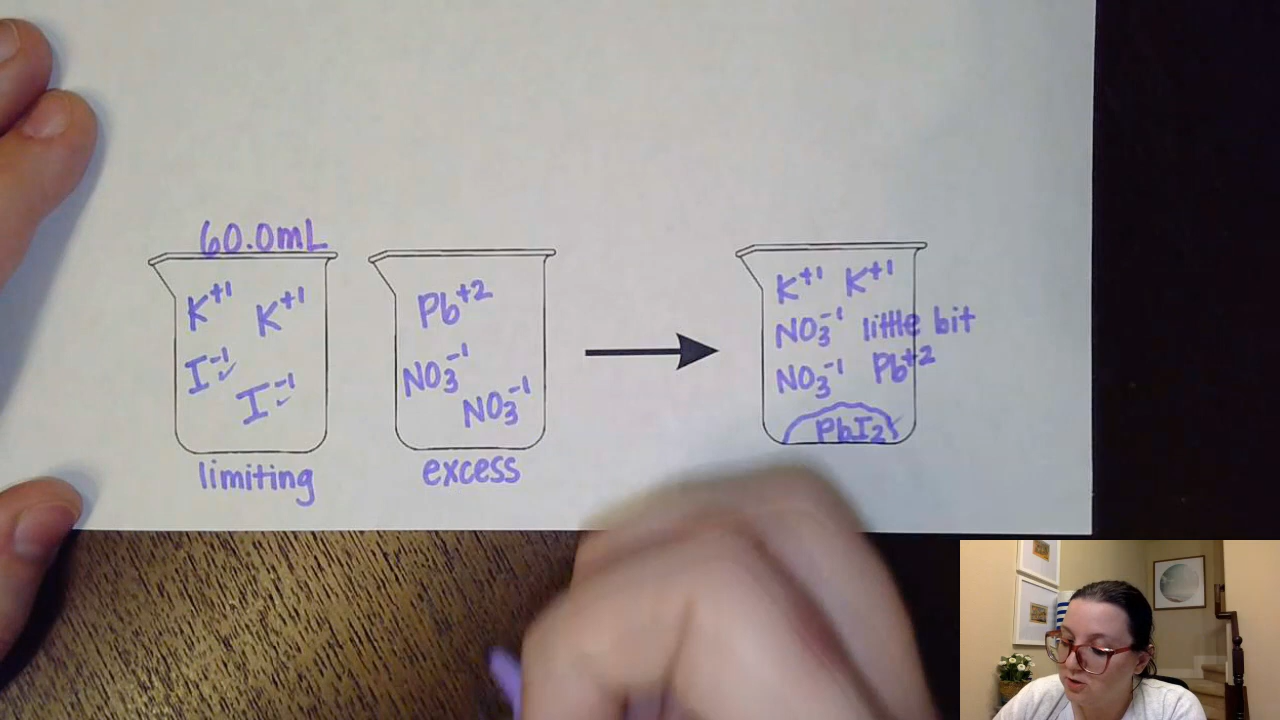 60.0mL
K⁺¹ K⁺¹
I⁻¹
I⁻¹
limiting
Pb⁺²
NO₃⁻¹
NO₃⁻¹
excess
K⁺¹ K⁺¹
NO₃⁻¹ little bit
NO₃⁻¹ Pb⁺²
PbI₂